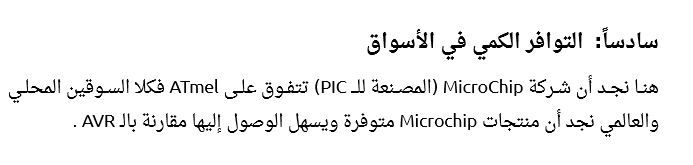 سادساً: التوافر الكمي في الأسواق
هنا نجد أن شركة MicroChip (المصنعة للـ PIC) تتفوق على ATmel فكلا السوقين المحلي
والعالمي نجد أن منتجات Microchip متوفرة ويسهل الوصول إليها مقارنة بالـ AVR .